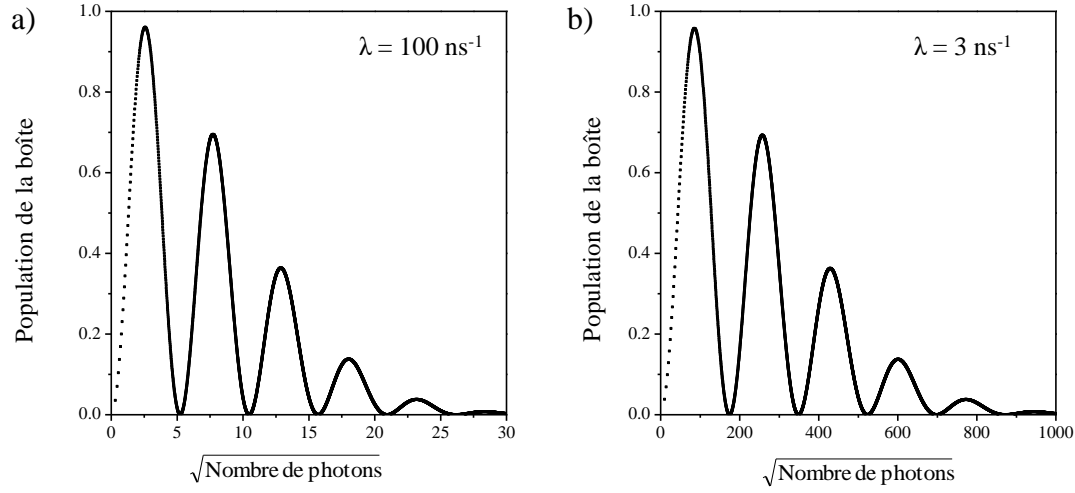 a)
λ = 100 ns⁻¹
Population de la boîte
1.0
0.8
0.6
0.4
0.2
0.0
0 5 10 15 20 25 30
√Nombre de photons
b)
λ = 3 ns⁻¹
Population de la boîte
1.0
0.8
0.6
0.4
0.2
0.0
0 200 400 600 800 1000
√Nombre de photons